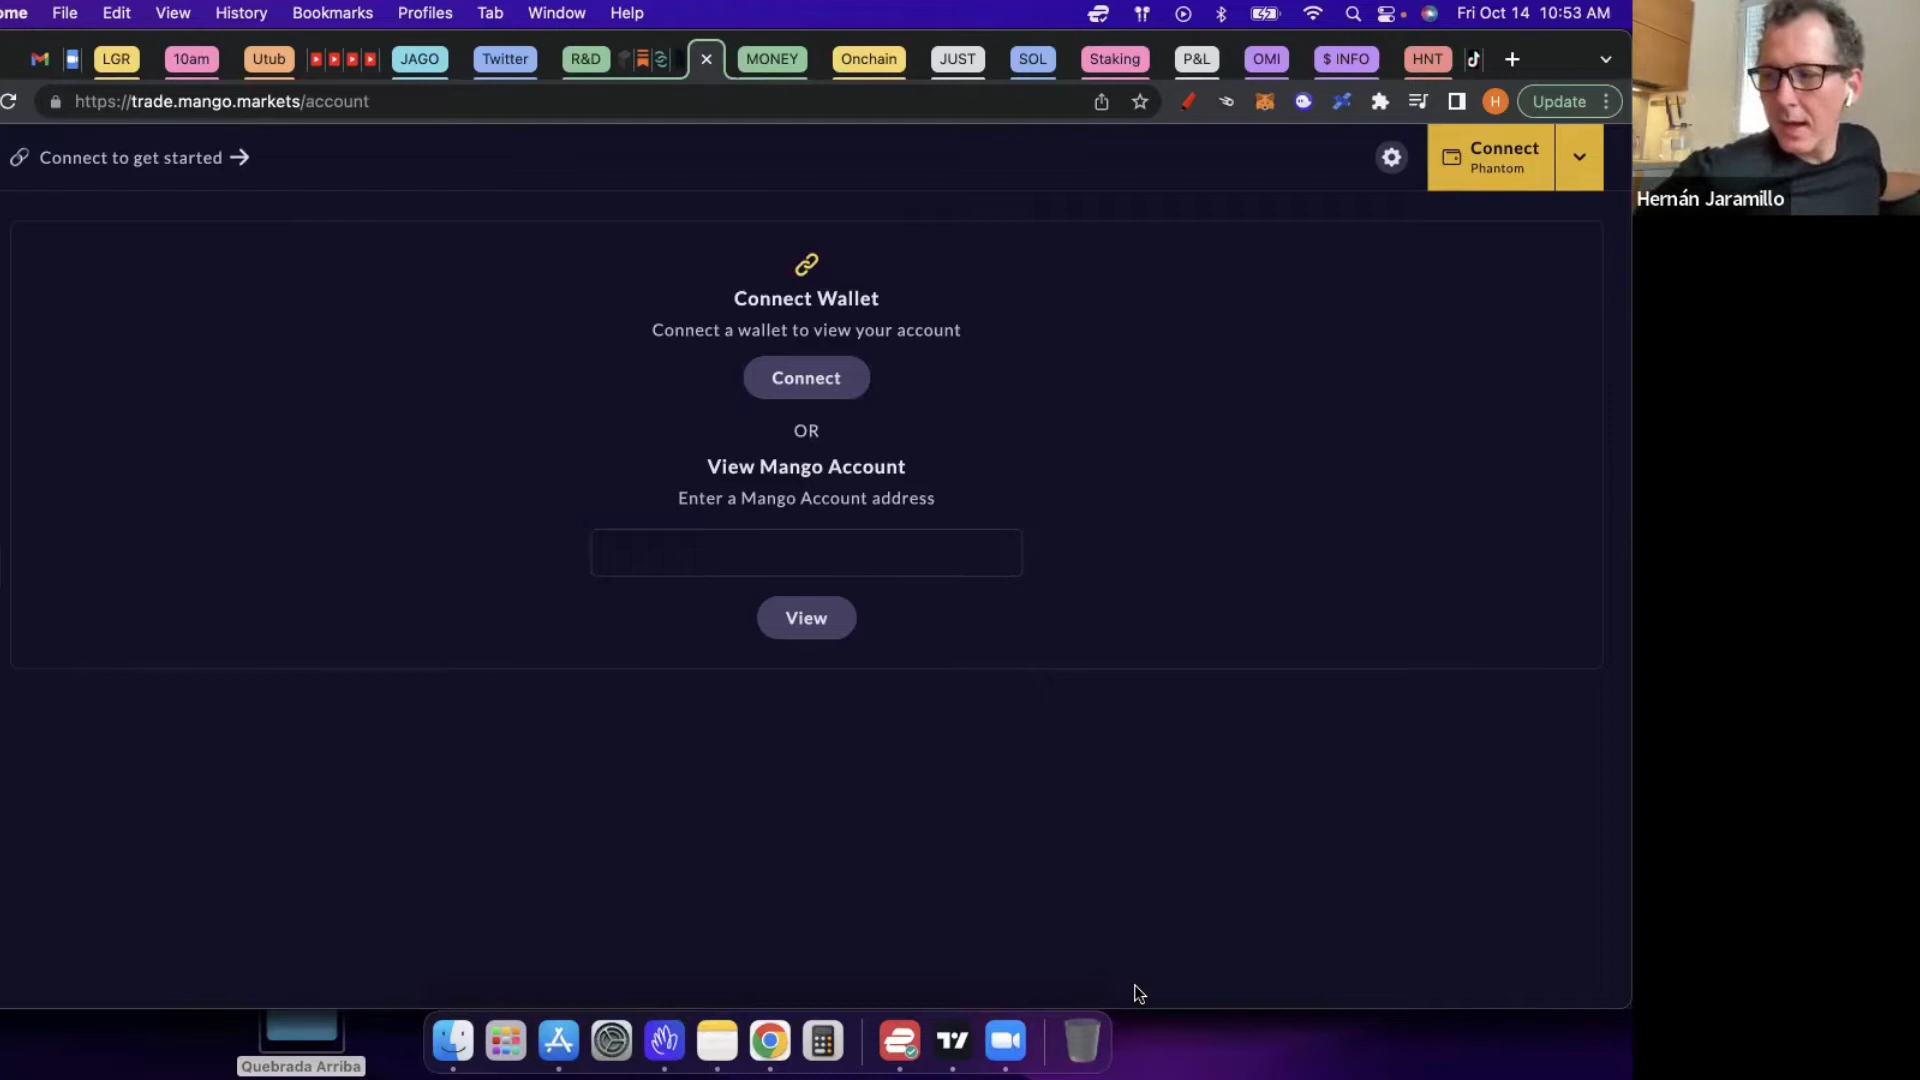 ome File Edit View History Bookmarks Profiles Tab Window Help Fri Oct 14 10:53 AM
LGR 10am Utub JAGO Twitter R&D MONEY Onchain JUST SOL Staking P&L OMI $ INFO HNT
https://trade.mango.markets/account H Update
Connect to get started
Connect
Phantom
Hernán Jaramillo
Connect Wallet
Connect a wallet to view your account
Connect
OR
View Mango Account
Enter a Mango Account address
View
Quebrada Arriba